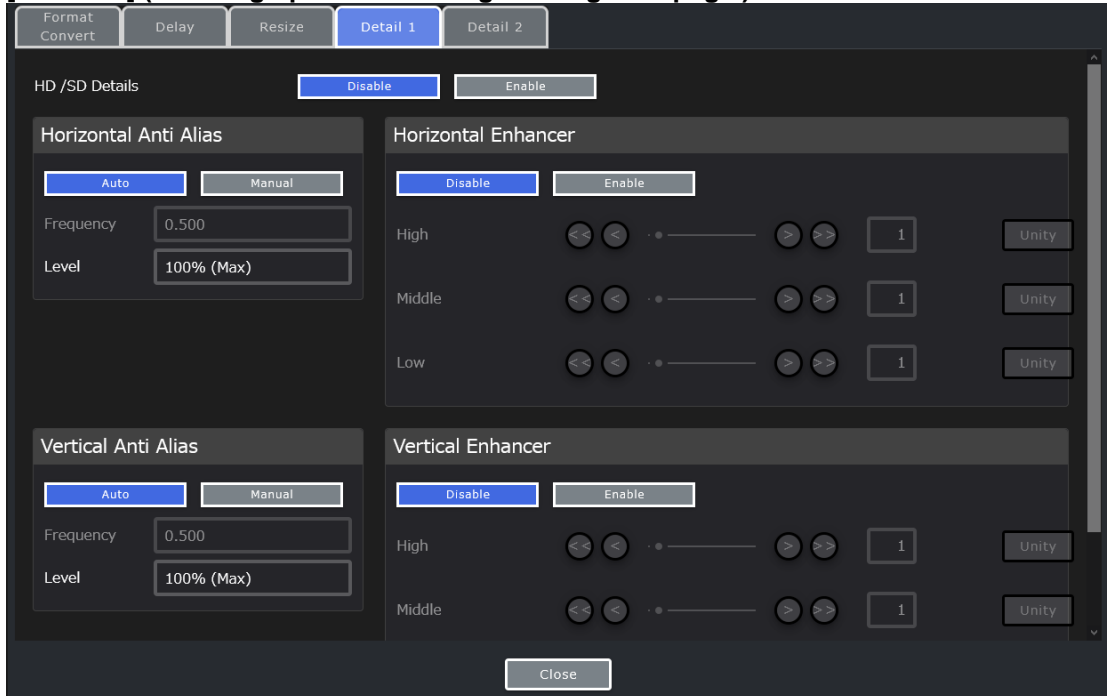 Format Convert Delay Resize Detail 1 Detail 2
HD /SD Details Disable Enable
Horizontal Anti Alias
Auto Manual
Frequency 0.500
Level 100% (Max)
Horizontal Enhancer
Disable Enable
High << < > >> 1 Unity
Middle << < > >> 1 Unity
Low << < > >> 1 Unity
Vertical Anti Alias
Auto Manual
Frequency 0.500
Level 100% (Max)
Vertical Enhancer
Disable Enable
High << < > >> 1 Unity
Middle << < > >> 1 Unity
Close